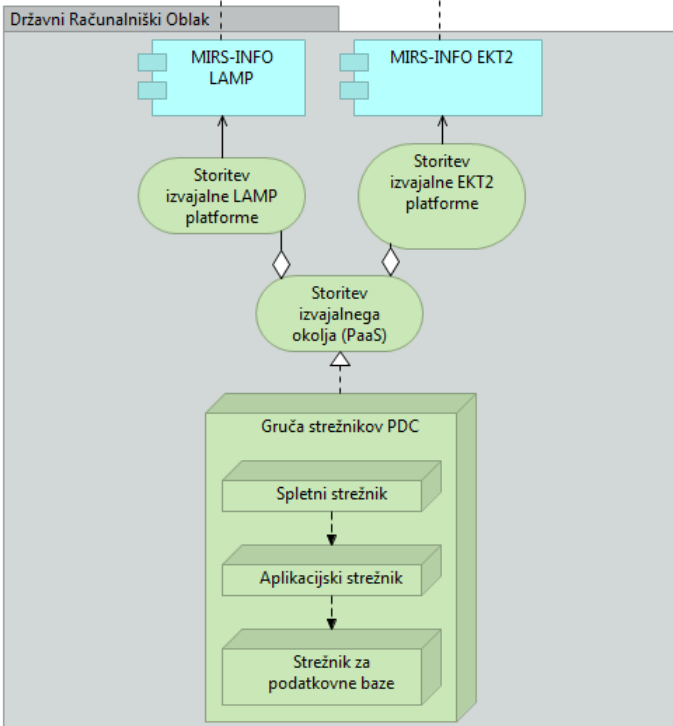 Državni Računalniški Oblak
MIRS-INFO
LAMP
MIRS-INFO EKT2
Storitev
izvajalne LAMP
platforme
Storitev
izvajalne EKT2
platforme
Storitev
izvajalnega
okolja (PaaS)
Gruča strežnikov PDC
Spletni strežnik
Aplikacijski strežnik
Strežnik za
podatkovne baze